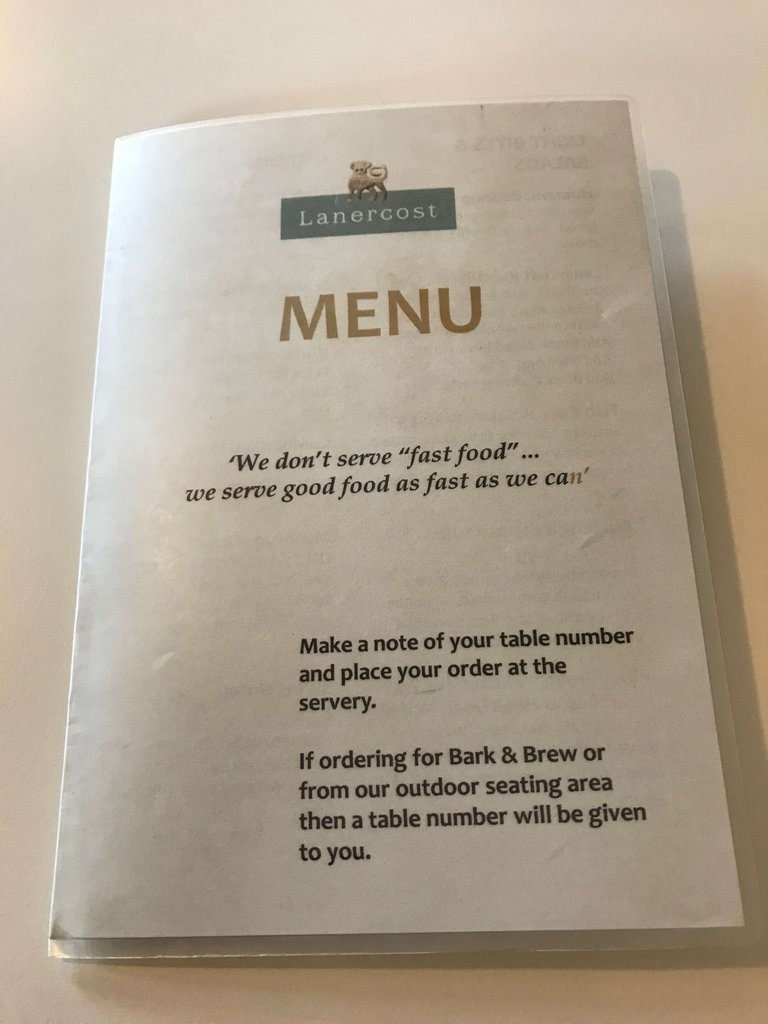 Lanercost
MENU
‘We don’t serve “fast food”...
we serve good food as fast as we can’
Make a note of your table number
and place your order at the
servery.
If ordering for Bark & Brew or
from our outdoor seating area
then a table number will be given
to you.